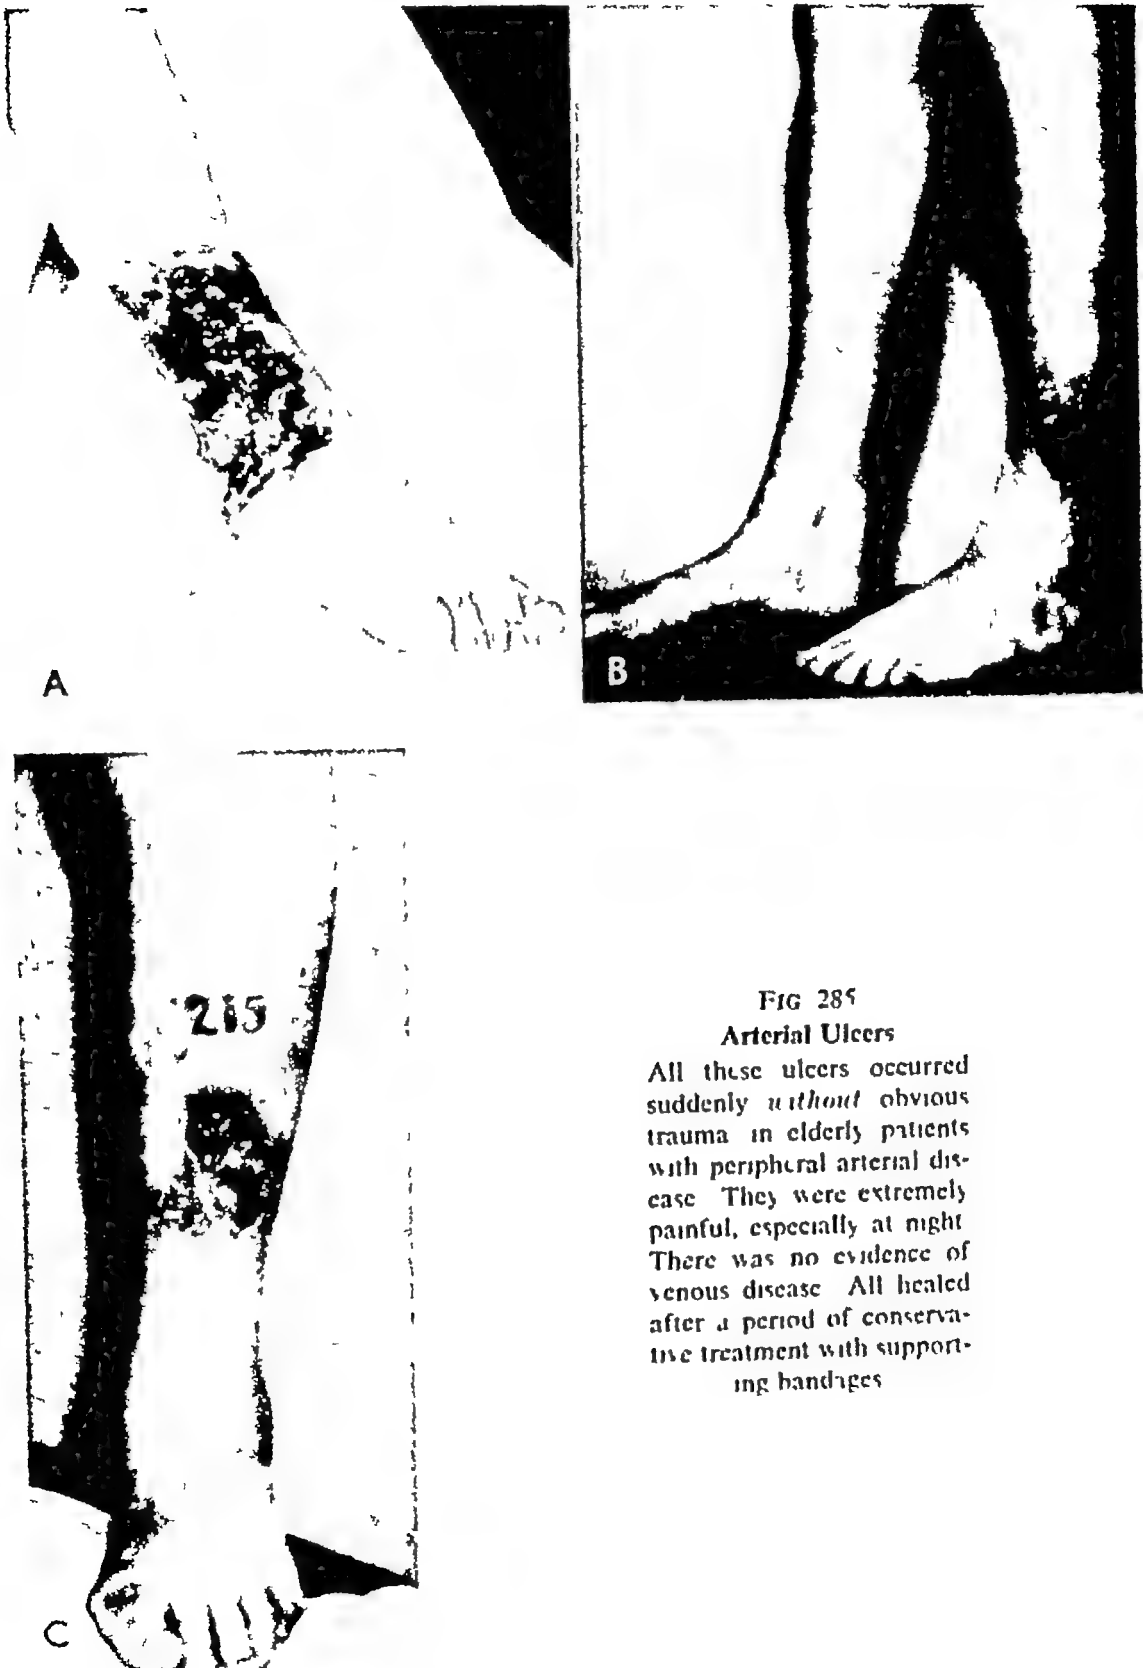 A
B
215
C
FIG 285
Arterial Ulcers
All these ulcers occurred
suddenly without obvious
trauma in elderly patients
with peripheral arterial dis-
ease They were extremely
painful, especially at night
There was no evidence of
venous disease All healed
after a period of conserva-
tive treatment with support-
ing bandages